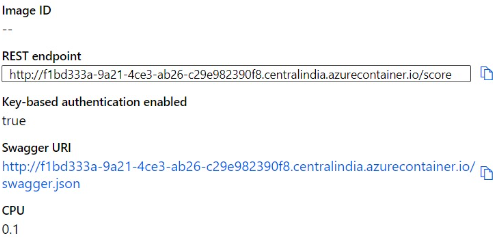 Image ID
--
REST endpoint
http://f1bd333a-9a21-4ce3-ab26-c29e982390f8.centralindia.azurecontainer.io/score
Key-based authentication enabled
true
Swagger URI
http://f1bd333a-9a21-4ce3-ab26-c29e982390f8.centralindia.azurecontainer.io/
swagger.json
CPU
0.1